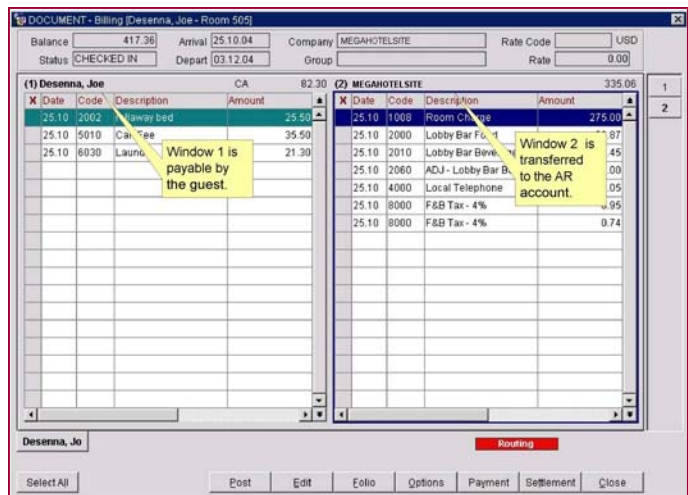 DOCUMENT - Billing [Desenna, Joe - Room 505]
Balance 417.36 Arrival 25.10.04 Company MEGAHOTELSITE Rate Code USD
Status CHECKED IN Depart 03.12.04 Group Rate 0.00
(1) Desenna, Joe CA 82.30 (2) MEGAHOTELSITE 335.06 1
X Date Code Description Amount X Date Code Description Amount 2
25.10 2002 bed 25.50 25.10 1008 Room Charge 275.00
25.10 5010 35.50 25.10 2000 Lobby Bar
25.10 6030 21.30 25.10 2010 Lobby Bar
25.10 2060 ADJ - Lobby Bar
25.10 4000 Local Telephone
25.10 8000 F&B Tax - 4%
25.10 8000 F&B Tax - 4% 0.74
Window 1 is
payable by
the guest.
Window 2 is
transferred
to the AR
account.
Desenna, Jo Routing
Select All Post Edit Folio Options Payment Settlement Close